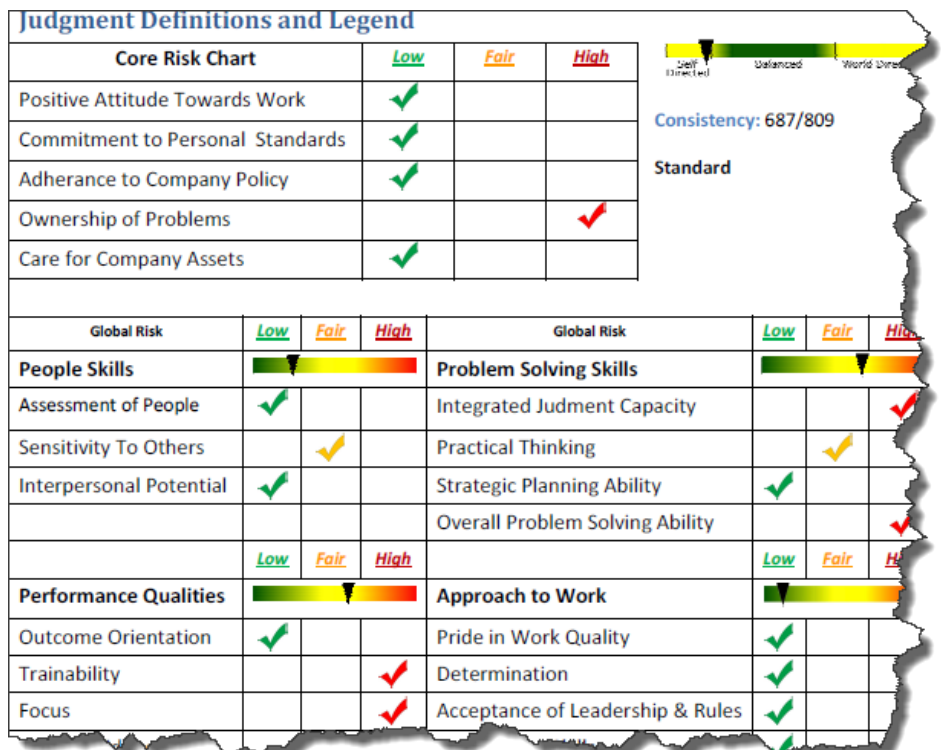 Judgment Definitions and Legend
Core Risk Chart Low Fair High
Positive Attitude Towards Work
Commitment to Personal Standards
Adherance to Company Policy
Ownership of Problems
Care for Company Assets
Self Directed Balanced World
Consistency: 687/809
Standard
Global Risk Low Fair High Global Risk Low Fair
People Skills Problem Solving Skills
Assessment of People Integrated Judment Capacity
Sensitivity To Others Practical Thinking
Interpersonal Potential Strategic Planning Ability
Overall Problem Solving Ability
Low Fair High Low Fair
Performance Qualities Approach to Work
Outcome Orientation Pride in Work Quality
Trainability Determination
Focus Acceptance of Leadership & Rules